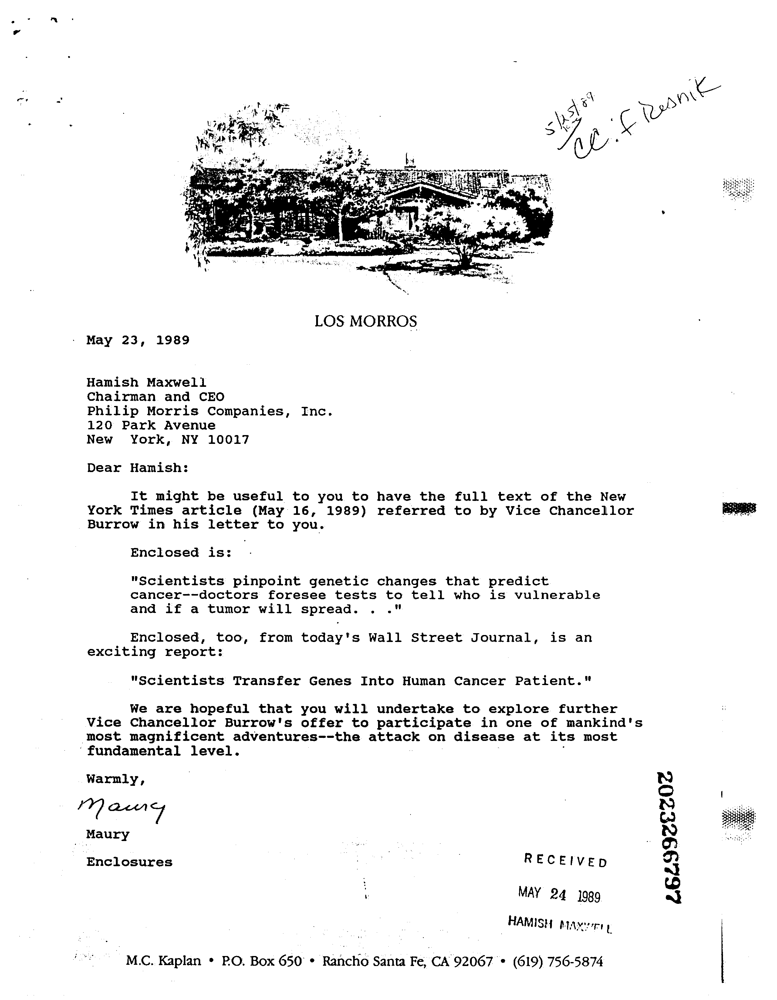 5/25/89
cc: F Resnik
LOS MORROS
May 23, 1989
Hamish Maxwell
Chairman and CEO
Philip Morris Companies, Inc.
120 Park Avenue
New York, NY 10017
Dear Hamish:
It might be useful to you to have the full text of the New
York Times article (May 16, 1989) referred to by Vice Chancellor
Burrow in his letter to you.
Enclosed is:
"Scientists pinpoint genetic changes that predict
cancer--doctors foresee tests to tell who is vulnerable
and if a tumor will spread. . ."
Enclosed, too, from today's Wall Street Journal, is an
exciting report:
"Scientists Transfer Genes Into Human Cancer Patient."
We are hopeful that you will undertake to explore further
Vice Chancellor Burrow's offer to participate in one of mankind's
most magnificent adventures--the attack on disease at its most
fundamental level.
Warmly,
Maury
Maury
Enclosures
RECEIVED
MAY 24 1989
HAMISH MAXWELL
2023266797
M.C. Kaplan • P.O. Box 650 • Rancho Santa Fe, CA 92067 • (619) 756-5874